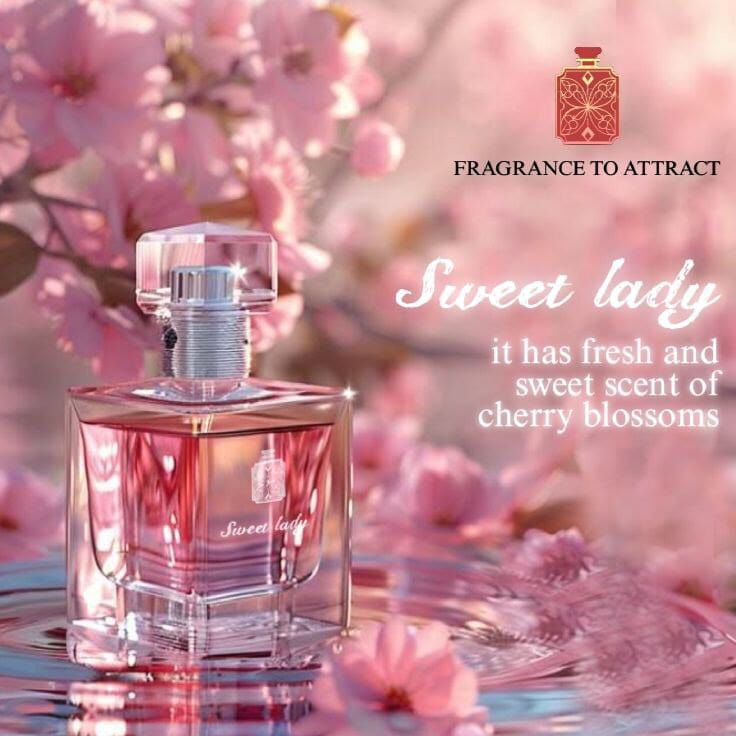 FRAGRANCE TO ATTRACT
Sweet lady
it has fresh and
sweet scent of
cherry blossoms
Sweet lady